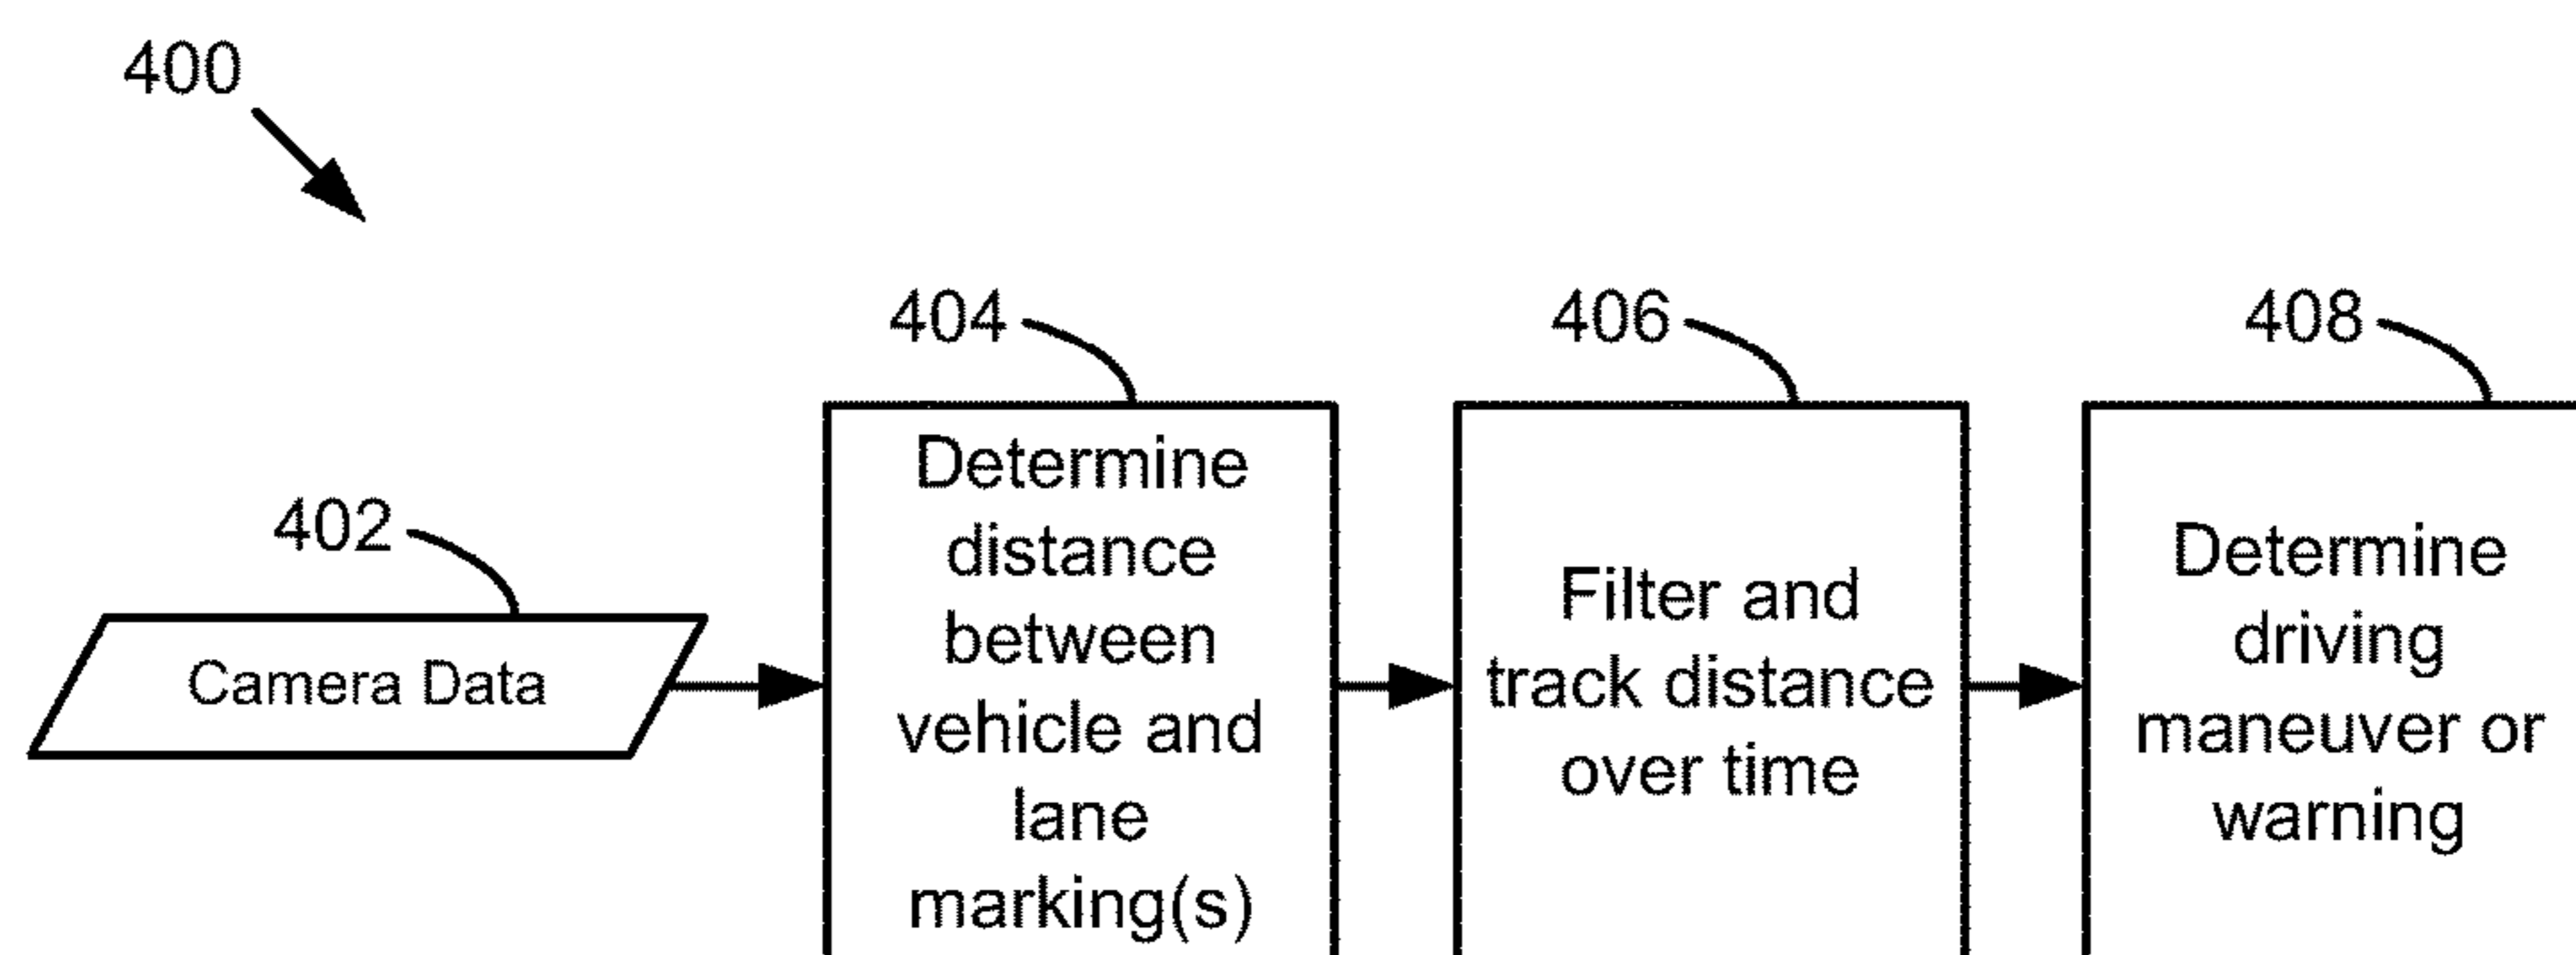 400
402
Camera Data
404
Determine
distance
between
vehicle and
lane
marking(s)
406
Filter and
track distance
over time
408
Determine
driving
maneuver or
warning